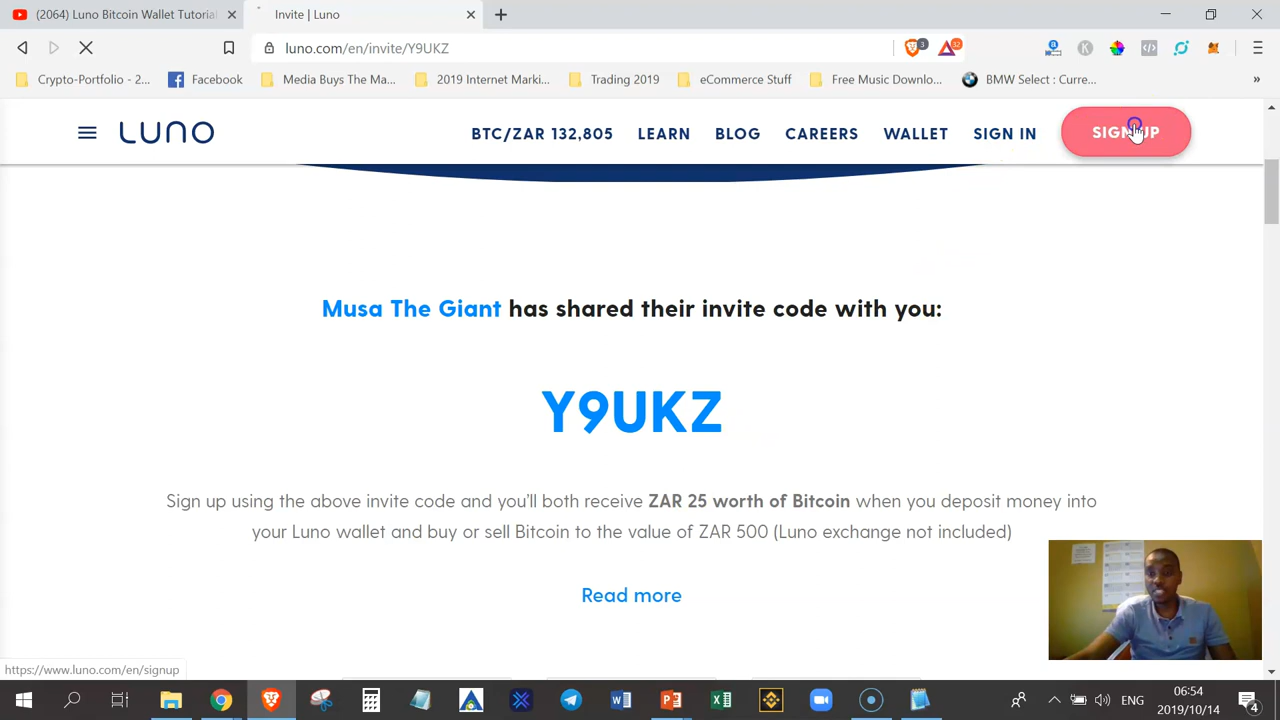 (2064) Luno Bitcoin Wallet Tutorial
Invite | Luno
luno.com/en/invite/Y9UKZ
3
32
Crypto-Portfolio - 2...
Facebook
Media Buys The Ma...
2019 Internet Marki...
Trading 2019
eCommerce Stuff
Free Music Downlo...
BMW Select : Curre...
»
LUNO
BTC/ZAR 132,805
LEARN
BLOG
CAREERS
WALLET
SIGN IN
SIGN UP
Musa The Giant has shared their invite code with you:
Y9UKZ
Sign up using the above invite code and you'll both receive ZAR 25 worth of Bitcoin when you deposit money into
your Luno wallet and buy or sell Bitcoin to the value of ZAR 500 (Luno exchange not included)
Read more
https://www.luno.com/en/signup
ENG
06:54
2019/10/14
4